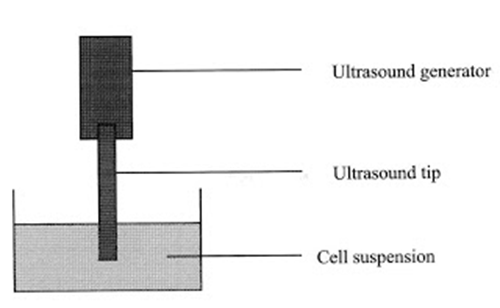 Ultrasound generator
Ultrasound tip
Cell suspension